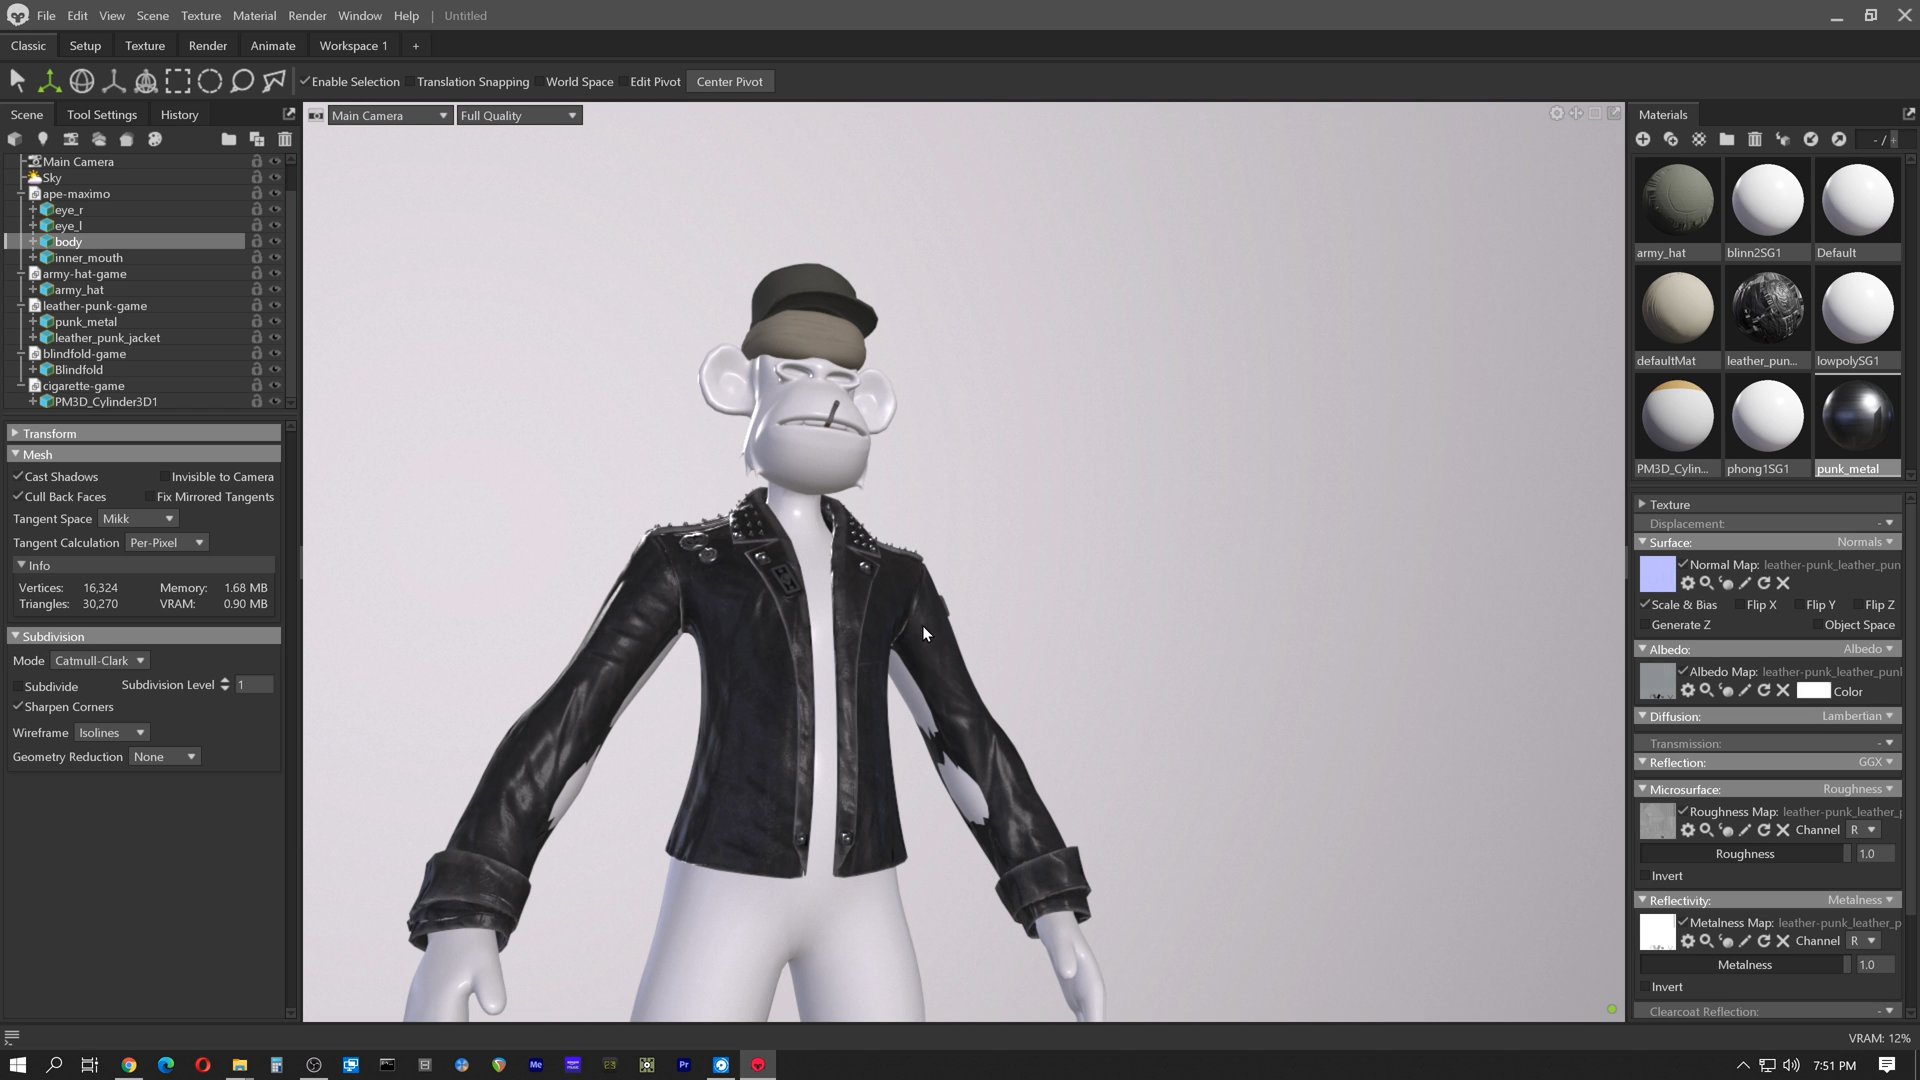 File Edit View Scene Texture Material Render Window Help | Untitled
Classic Setup Texture Render Animate Workspace 1 +
Enable Selection Translation Snapping World Space Edit Pivot Center Pivot
Scene Tool Settings History
Main Camera
Sky
ape-maximo
eye_r
eye_l
body
inner_mouth
army-hat-game
army_hat
leather-punk-game
punk_metal
leather_punk_jacket
blindfold-game
Blindfold
cigarette-game
PM3D_Cylinder3D1
Transform
Mesh
Cast Shadows Invisible to Camera
Cull Back Faces Fix Mirrored Tangents
Tangent Space Mikk
Tangent Calculation Per-Pixel
Info
Vertices: 16,324 Memory: 1.68 MB
Triangles: 30,270 VRAM: 0.90 MB
Subdivision
Mode Catmull-Clark
Subdivide Subdivision Level 1
Sharpen Corners
Wireframe Isolines
Geometry Reduction None
Main Camera Full Quality
Materials
- / +
army_hat blinn2SG1 Default
defaultMat leather_pun... lowpolySG1
PM3D_Cylin... phong1SG1 punk_metal
Texture
Displacement: -
Surface: Normals
Normal Map: leather-punk_leather_pun
Scale & Bias Flip X Flip Y Flip Z
Generate Z Object Space
Albedo: Albedo
Albedo Map: leather-punk_leather_punl
Color
Diffusion: Lambertian
Transmission: -
Reflection: GGX
Microsurface: Roughness
Roughness Map: leather-punk_leather_p
Channel R
Roughness 1.0
Invert
Reflectivity: Metalness
Metalness Map: leather-punk_leather_p
Channel R
Metalness 1.0
Invert
Clearcoat Reflection: -
VRAM: 12%
Me
Pr
7:51 PM